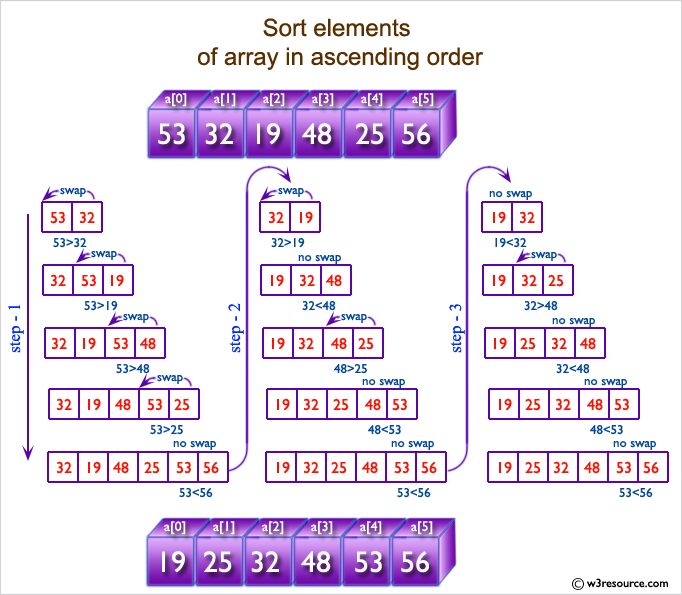 Sort elements
of array in ascending order
a[0] a[1] a[2] a[3] a[4] a[5]
53 32 19 48 25 56
step - 1
swap
53 32
53>32
swap
32 53 19
53>19
swap
32 19 53 48
53>48
swap
32 19 48 53 25
53>25
no swap
32 19 48 25 53 56
53<56
step - 2
swap
32 19
32>19
no swap
19 32 48
32<48
swap
19 32 48 25
48>25
no swap
19 32 25 48 53
48<53
no swap
19 32 25 48 53 56
53<56
step - 3
no swap
19 32
19<32
swap
19 32 25
32>48
no swap
19 25 32 48
32<48
no swap
19 25 32 48 53
48<53
no swap
19 25 32 48 53 56
53<56
a[0] a[1] a[2] a[3] a[4] a[5]
19 25 32 48 53 56
© w3resource.com